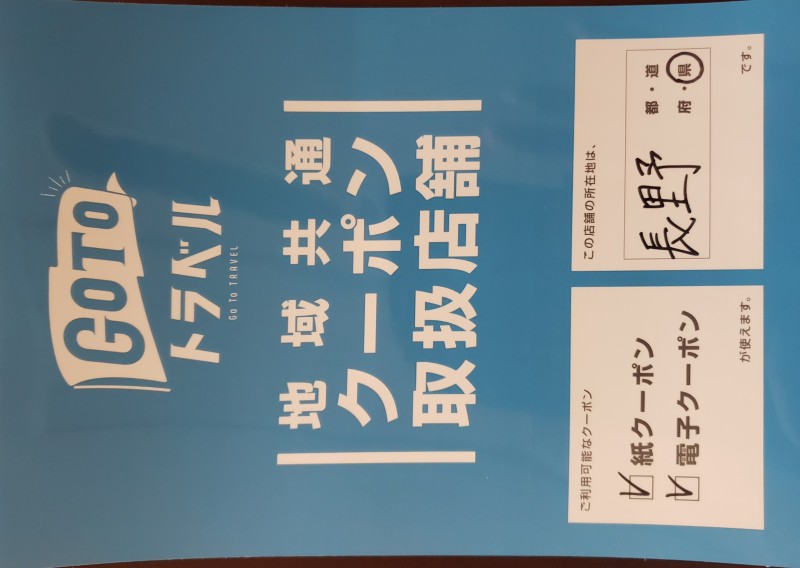 GOTO
トラベル
Go To TRAVEL
地域共通
クーポン
取扱店舗
ご利用可能なクーポン
紙クーポン
電子クーポン
が使えます。
この店舗の所在地は、
長野
都・道
府・県
です。